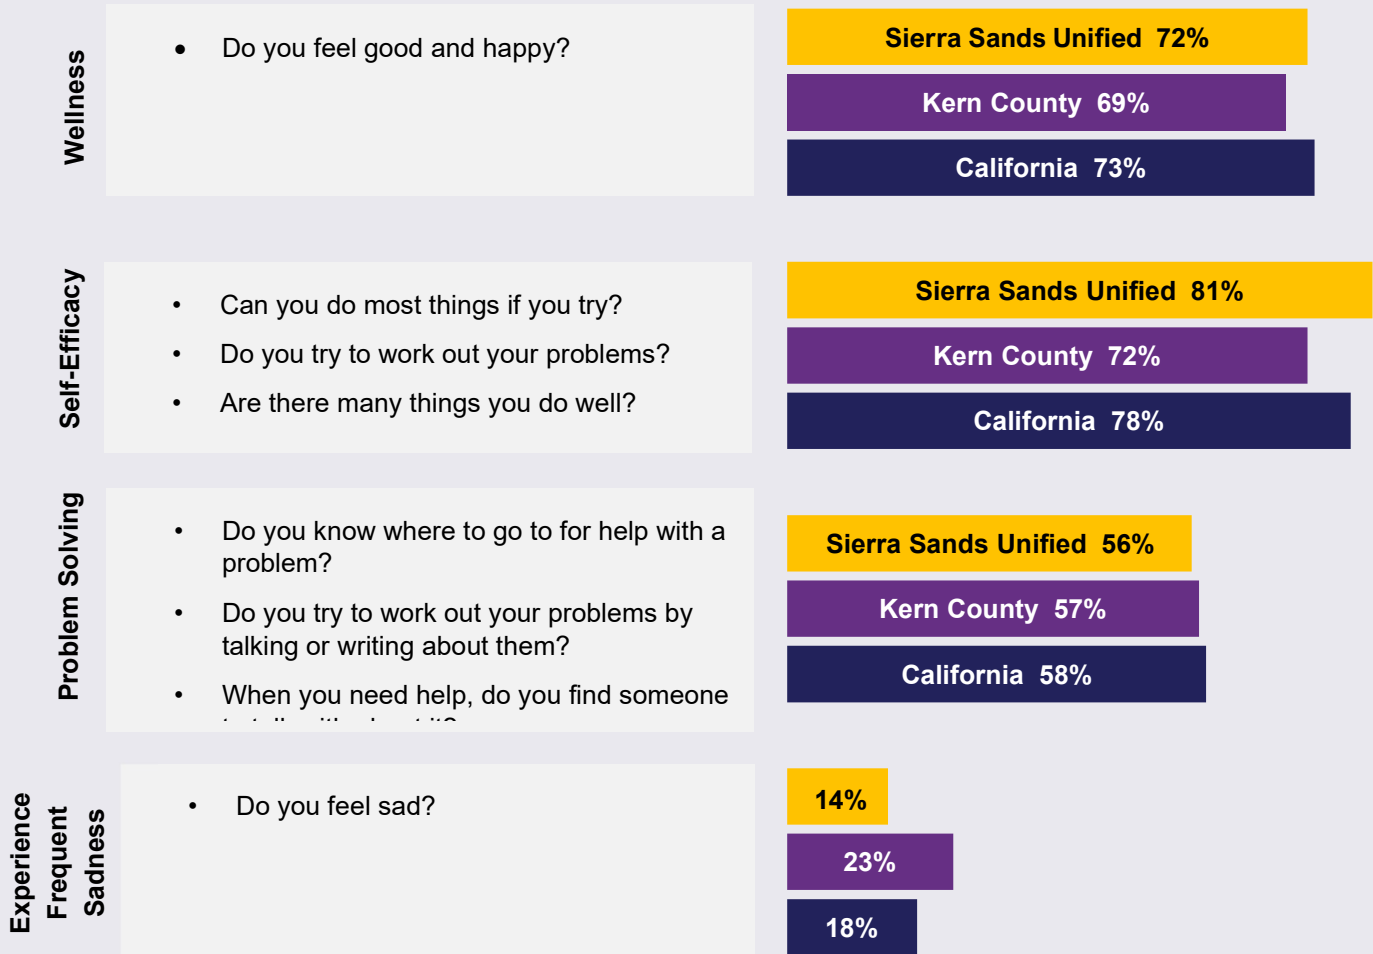 Wellness
• Do you feel good and happy?
Sierra Sands Unified 72%
Kern County 69%
California 73%
Self-Efficacy
• Can you do most things if you try?
• Do you try to work out your problems?
• Are there many things you do well?
Sierra Sands Unified 81%
Kern County 72%
California 78%
Problem Solving
• Do you know where to go to for help with a
problem?
• Do you try to work out your problems by
talking or writing about them?
• When you need help, do you find someone
Sierra Sands Unified 56%
Kern County 57%
California 58%
Experience
Frequent
Sadness
• Do you feel sad?
14%
23%
18%